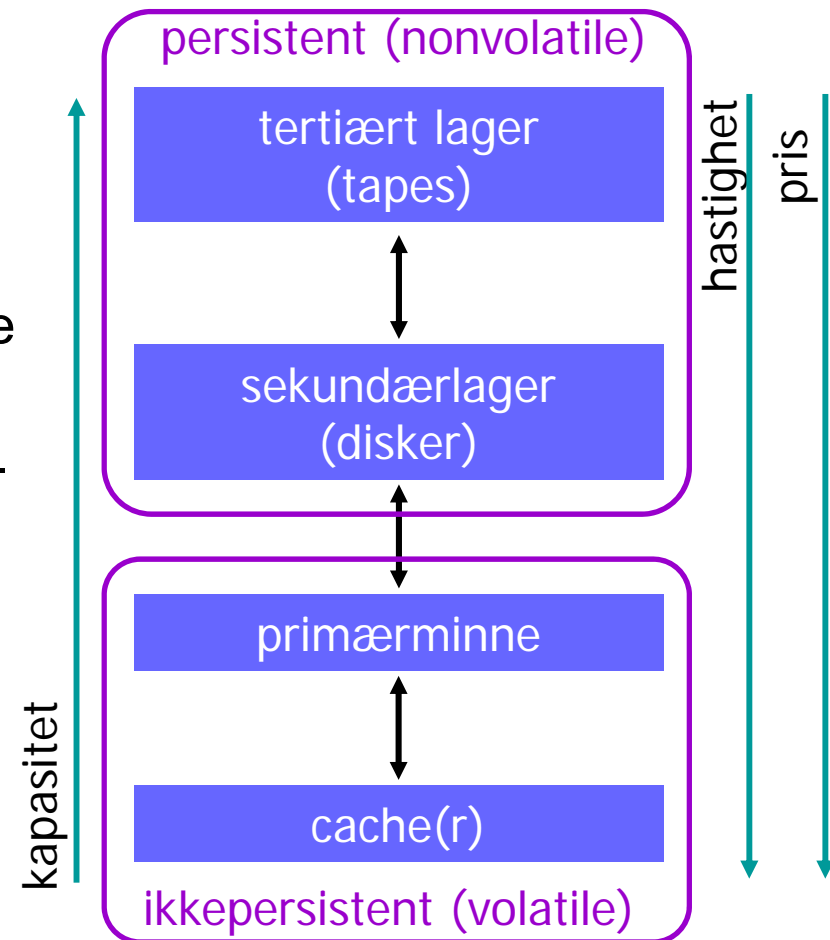 persistent (nonvolatile)
tertiært lager
(tapes)
hastighet
pris
e
sekundærlager
(disker)
-
primærminne
kapasitet
cache(r)
ikkepersistent (volatile)